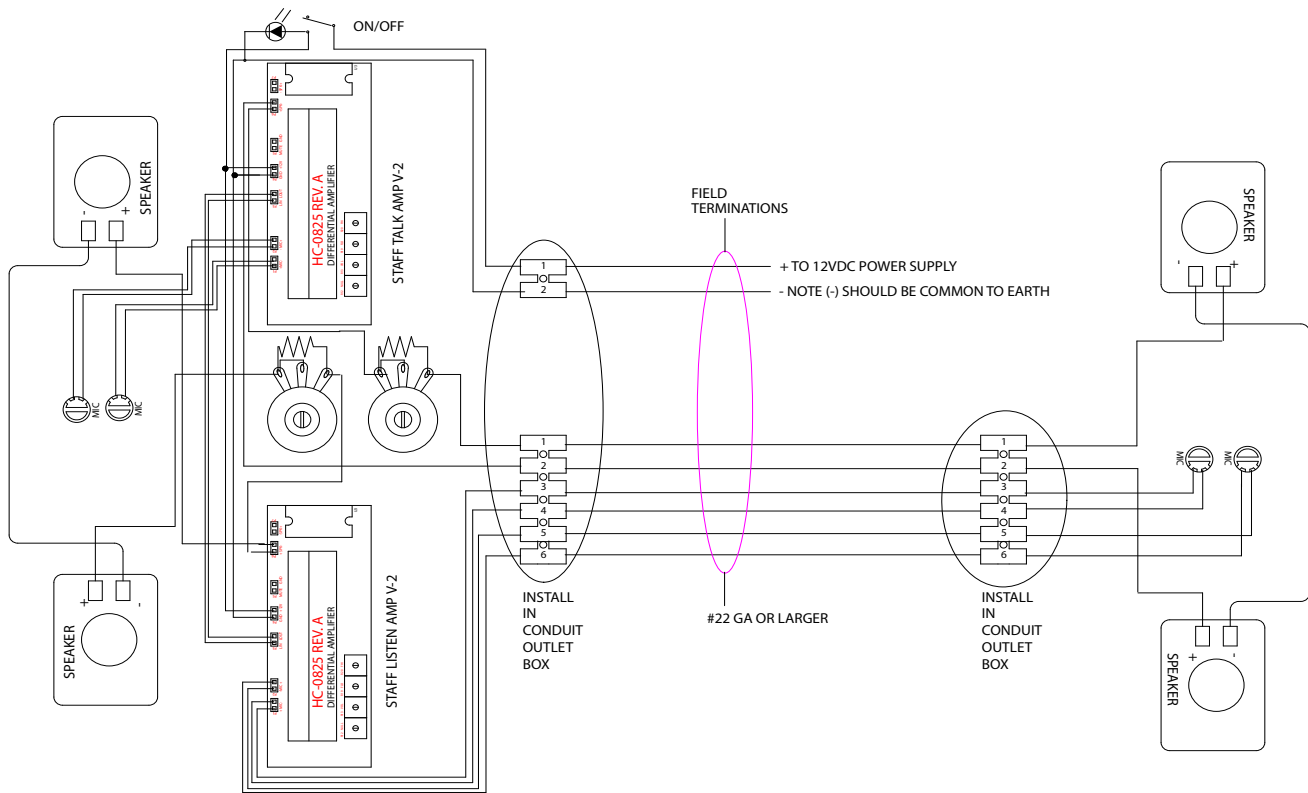 ON/OFF
SPEAKER
- +
HC-0825 REV. A
DIFFERENTIAL AMPLIFIER
STAFF TALK AMP V-2
MIC
MIC
SPEAKER
+ -
HC-0825 REV. A
DIFFERENTIAL AMPLIFIER
STAFF LISTEN AMP V-2
1
2
FIELD
TERMINATIONS
+ TO 12VDC POWER SUPPLY
- NOTE (-) SHOULD BE COMMON TO EARTH
1
2
3
4
5
6
INSTALL
IN
CONDUIT
OUTLET
BOX
#22 GA OR LARGER
1
2
3
4
5
6
INSTALL
IN
CONDUIT
OUTLET
BOX
SPEAKER
- +
MIC
MIC
SPEAKER
+ -